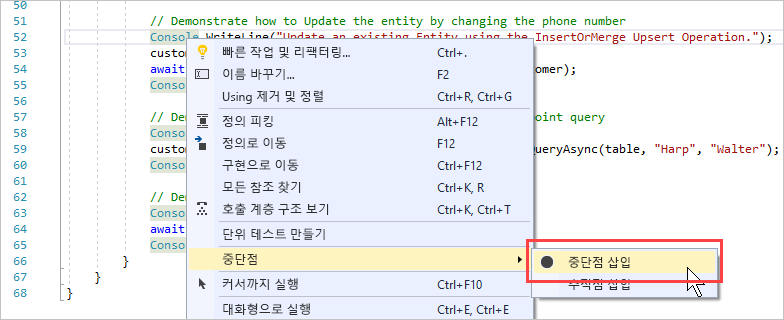 50
51 // Demonstrate how to Update the entity by changing the phone number
52 Console.WriteLine("Update an existing Entity using the InsertOrMerge Upsert Operation.");
53 custom
빠른 작업 및 리팩터링... Ctrl+.
54 await omer);
이름 바꾸기... F2
55 Conso
Using 제거 및 정렬 Ctrl+R, Ctrl+G
56
57 // De oint query
정의 피킹 Alt+F12
58 Conso
정의로 이동 F12
59 custom ueryAsync(table, "Harp", "Walter");
구현으로 이동 Ctrl+F12
60 Conso
모든 참조 찾기 Ctrl+K, R
61
호출 계층 구조 보기 Ctrl+K, Ctrl+T
62 // De
63 Conso
단위 테스트 만들기
64 await
65 Conso
중단점
중단점 삽입
66 }
67 }
커서까지 실행 Ctrl+F10
68 }
대화형으로 실행 Ctrl+E, Ctrl+E